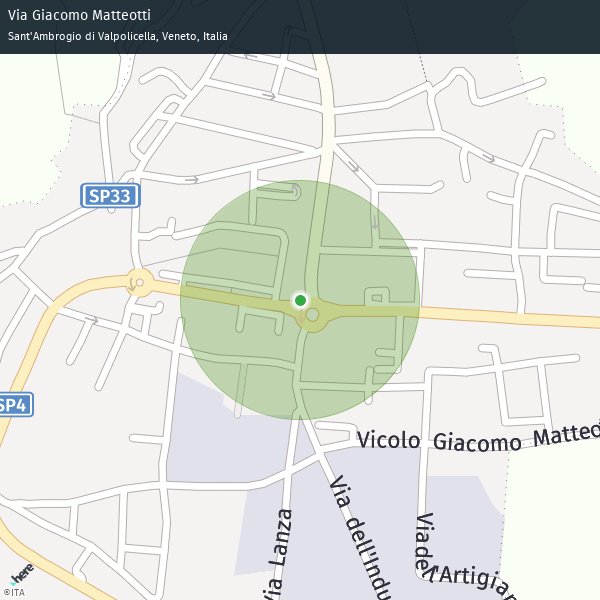 Via Giacomo Matteotti
Sant'Ambrogio di Valpolicella, Veneto, Italia
SP33
SP4
Vicolo Giacomo Matteo
Via dell'Indu
Via Lanza
Via dell'Artigian
here
©ITA